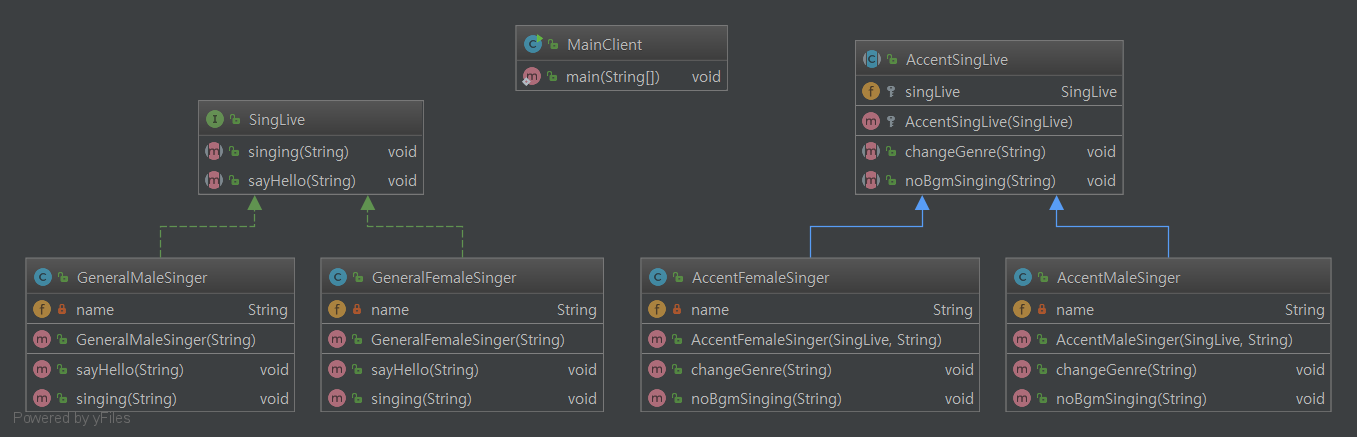 MainClient
main(String[]) void
SingLive
singing(String) void
sayHello(String) void
AccentSingLive
singLive SingLive
AccentSingLive(SingLive)
changeGenre(String) void
noBgmSinging(String) void
GeneralMaleSinger
name String
GeneralMaleSinger(String)
sayHello(String) void
singing(String) void
GeneralFemaleSinger
name String
GeneralFemaleSinger(String)
sayHello(String) void
singing(String) void
AccentFemaleSinger
name String
AccentFemaleSinger(SingLive, String)
changeGenre(String) void
noBgmSinging(String) void
AccentMaleSinger
name String
AccentMaleSinger(SingLive, String)
changeGenre(String) void
noBgmSinging(String) void
Powered by yFiles